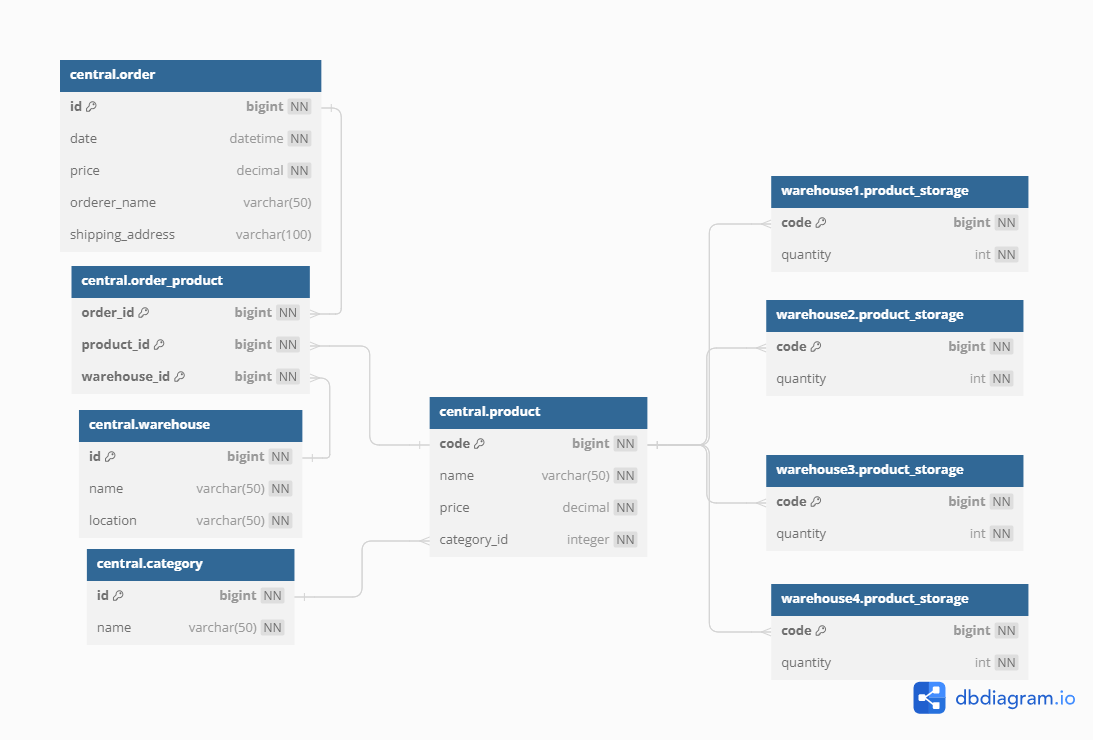 central.order
id bigint NN
date datetime NN
price decimal NN
orderer_name varchar(50)
shipping_address varchar(100)
central.order_product
order_id bigint NN
product_id bigint NN
warehouse_id bigint NN
central.warehouse
id bigint NN
name varchar(50) NN
location varchar(50) NN
central.category
id bigint NN
name varchar(50) NN
central.product
code bigint NN
name varchar(50) NN
price decimal NN
category_id integer NN
warehouse1.product_storage
code bigint NN
quantity int NN
warehouse2.product_storage
code bigint NN
quantity int NN
warehouse3.product_storage
code bigint NN
quantity int NN
warehouse4.product_storage
code bigint NN
quantity int NN
dbdiagram.io